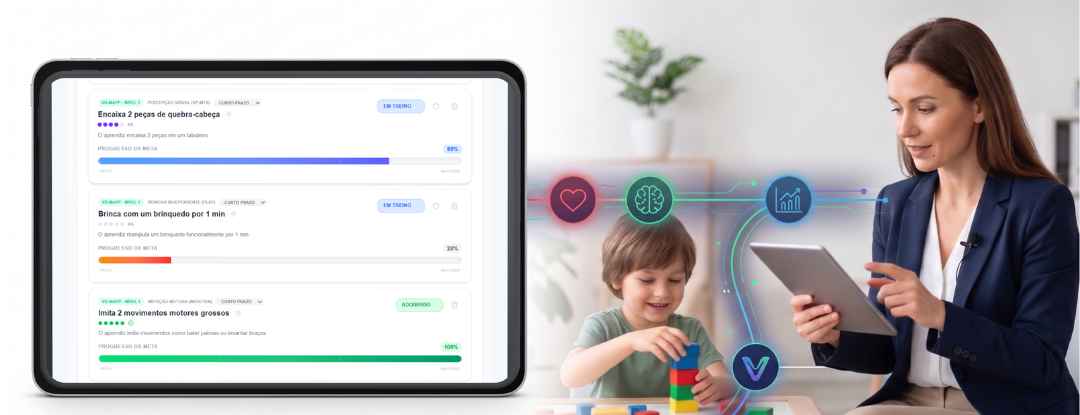 VB-MAPP - NÍVEL 1 PERCEPÇÃO VISUAL (VP-MTS) CURTO PRAZO EM TREINO
Encaixa 2 peças de quebra-cabeça
O aprendiz encaixa 2 peças em um tabuleiro
PROGRESSO DA META 80%
INÍCIO MAESTRIA
VB-MAPP - NÍVEL 1 BRINCAR INDEPENDENTE (PLAY) CURTO PRAZO EM TREINO
Brinca com um brinquedo por 1 min
O aprendiz manipula um brinquedo funcionalmente por 1 min
PROGRESSO DA META 20%
INÍCIO MAESTRIA
VB-MAPP - NÍVEL 1 IMITAÇÃO MOTORA (IMITATION) CURTO PRAZO ADQUIRIDO
Imita 2 movimentos motores grossos
O aprendiz imita movimentos como bater palmas ou levantar braços
PROGRESSO DA META 100%
INÍCIO MAESTRIA